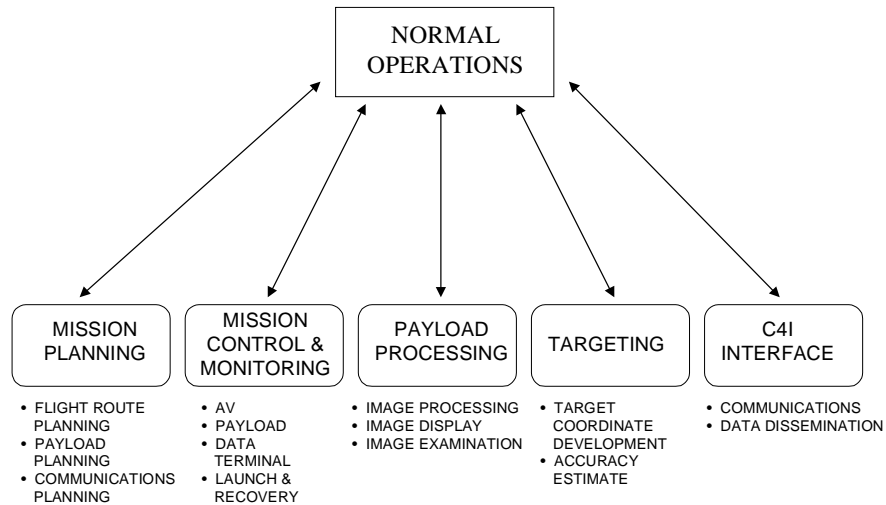 NORMAL
OPERATIONS
MISSION
PLANNING
MISSION
CONTROL &
MONITORING
PAYLOAD
PROCESSING
TARGETING
C4I
INTERFACE
• FLIGHT ROUTE
PLANNING
• PAYLOAD
PLANNING
• COMMUNICATIONS
PLANNING
• AV
• PAYLOAD
• DATA
TERMINAL
• LAUNCH &
RECOVERY
• IMAGE PROCESSING
• IMAGE DISPLAY
• IMAGE EXAMINATION
• TARGET
COORDINATE
DEVELOPMENT
• ACCURACY
ESTIMATE
• COMMUNICATIONS
• DATA DISSEMINATION